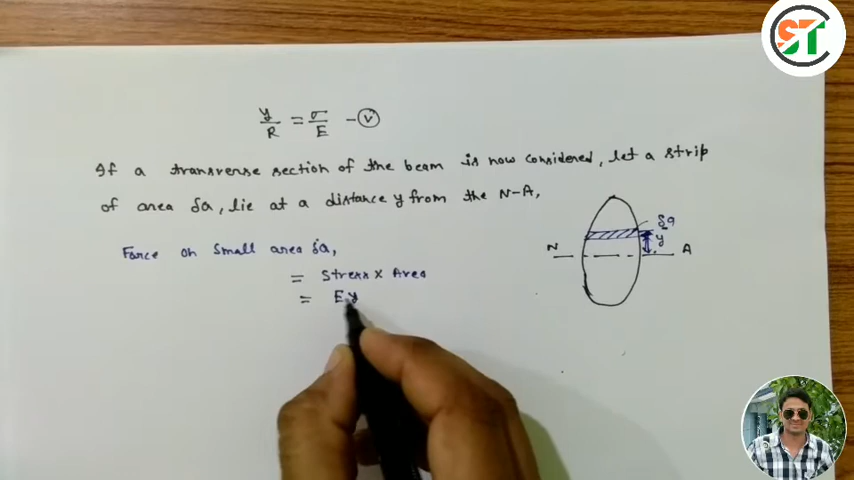 y/R = σ/E - (v)
If a transverse section of the beam is now considered, let a strip
of area δa, lie at a distance y from the N-A,
Force on small area δa,
= Stress x Area
= Ey
δa
y
N
A
ST